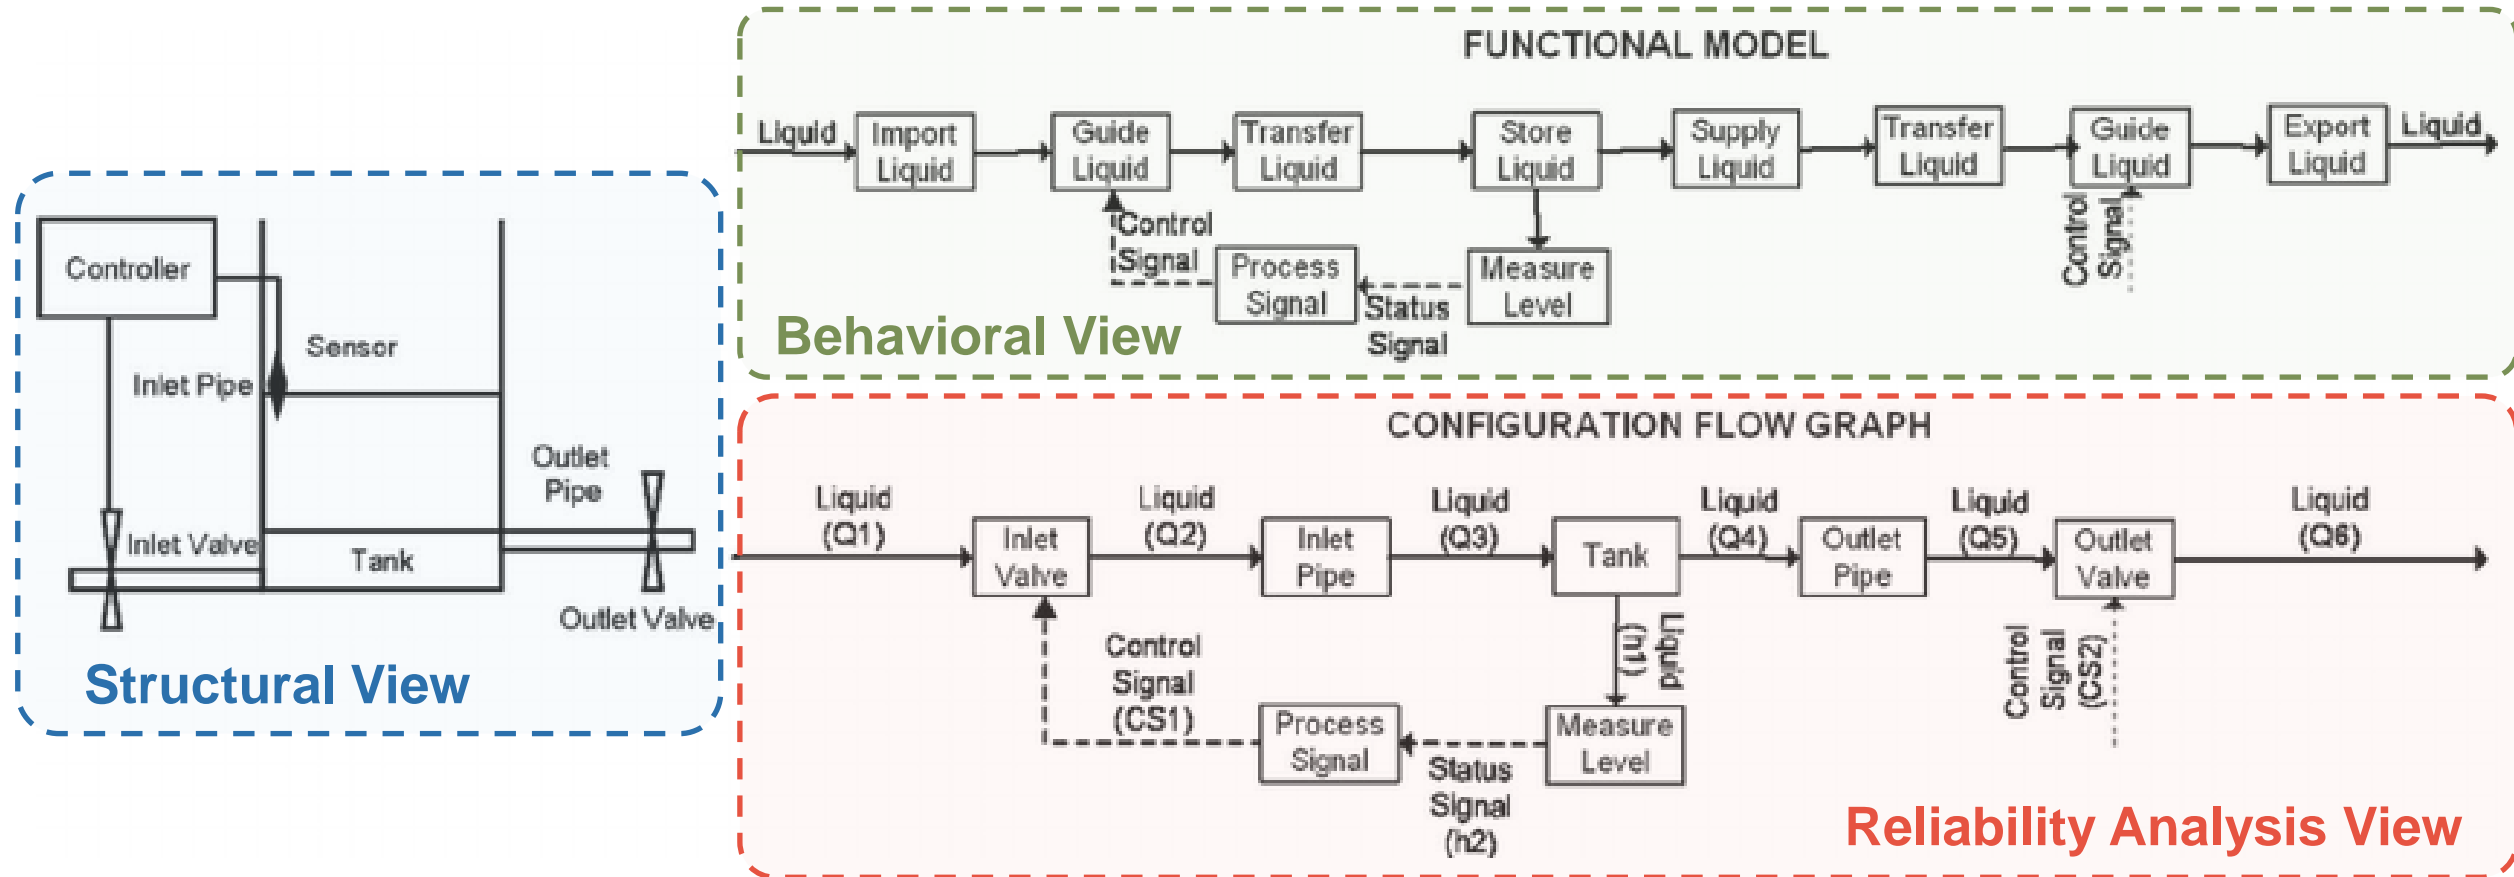 FUNCTIONAL MODEL
Liquid
Import
Liquid
Guide
Liquid
Transfer
Liquid
Store
Liquid
Supply
Liquid
Transfer
Liquid
Guide
Liquid
Export
Liquid
Liquid
Control
Signal
Process
Signal
Status
Signal
Measure
Level
Control
Signal
Behavioral View
Controller
Sensor
Inlet Pipe
Outlet
Pipe
Inlet Valve
Tank
Outlet Valve
Structural View
CONFIGURATION FLOW GRAPH
Liquid
(Q1)
Inlet
Valve
Liquid
(Q2)
Inlet
Pipe
Liquid
(Q3)
Tank
Liquid
(Q4)
Outlet
Pipe
Liquid
(Q5)
Outlet
Valve
Liquid
(Q6)
Control
Signal
(CS1)
Process
Signal
Status
Signal
(h2)
Liquid
(h1)
Measure
Level
Control
Signal
(CS2)
Reliability Analysis View